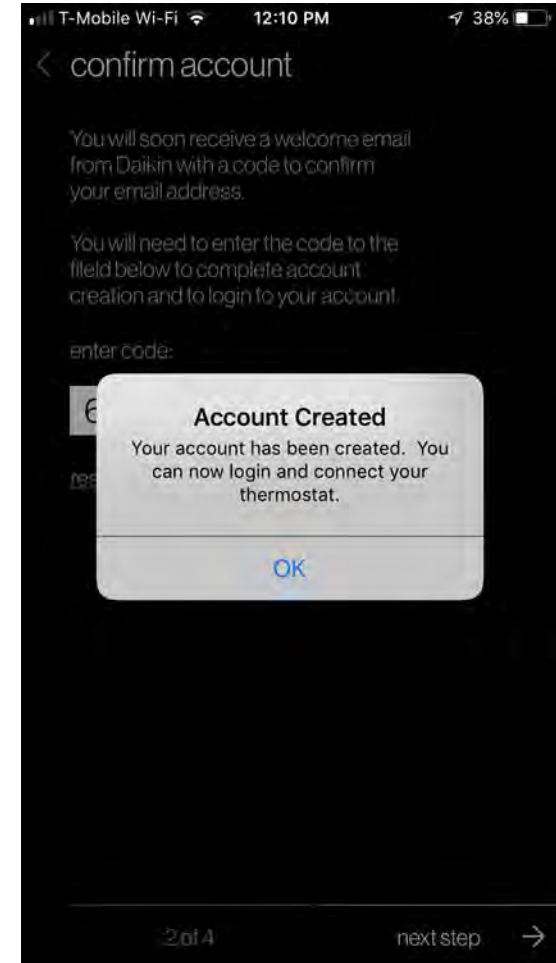 T-Mobile Wi-Fi 12:10 PM 38%
confirm account
You will soon receive a welcome email
from Daikin with a code to confirm
your email address.
You will need to enter the code to the
fileld below to complete account
creation and to login to your account
enter code:
6
Account Created
Your account has been created. You
can now login and connect your
thermostat.
res
OK
2 of 4 next step